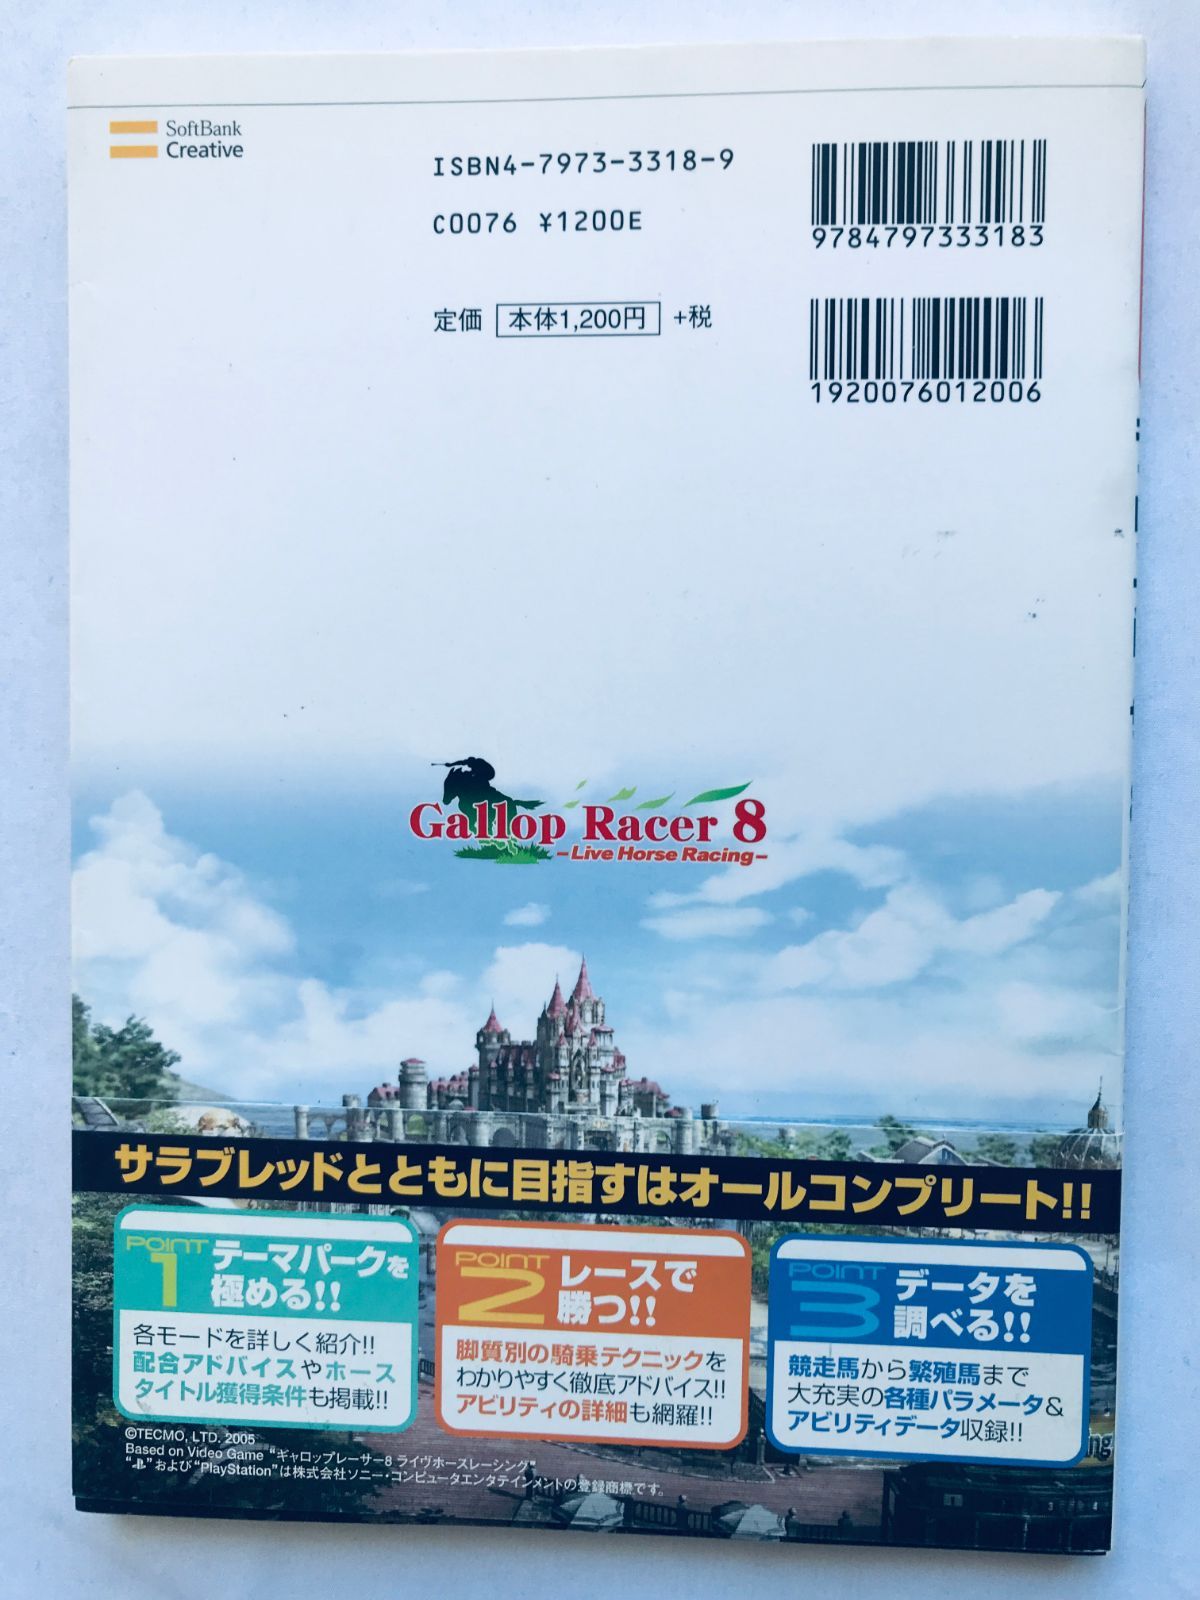 SoftBank
Creative
ISBN4-7973-3318-9
C0076 ¥1200E
9784797333183
定価 本体1,200円 +税
1920076012006
Gallop Racer 8
-Live Horse Racing-
サラブレッドとともに目指すはオールコンプリート!!
POINT 1
テーマパークを
極める!!
各モードを詳しく紹介!!
配合アドバイスやホース
タイトル獲得条件も掲載!!
POINT 2
レースで
勝つ!!
脚質別の騎乗テクニックを
わかりやすく徹底アドバイス!!
アビリティの詳細も網羅!!
POINT 3
データを
調べる!!
競走馬から繁殖馬まで
大充実の各種パラメータ&
アビリティデータ収録!!
©TECMO, LTD. 2005
Based on Video Game "ギャロップレーサー8 ライヴホースレーシング"
"PS"および"PlayStation"は株式会社ソニー・コンピュータエンタテインメントの登録商標です。